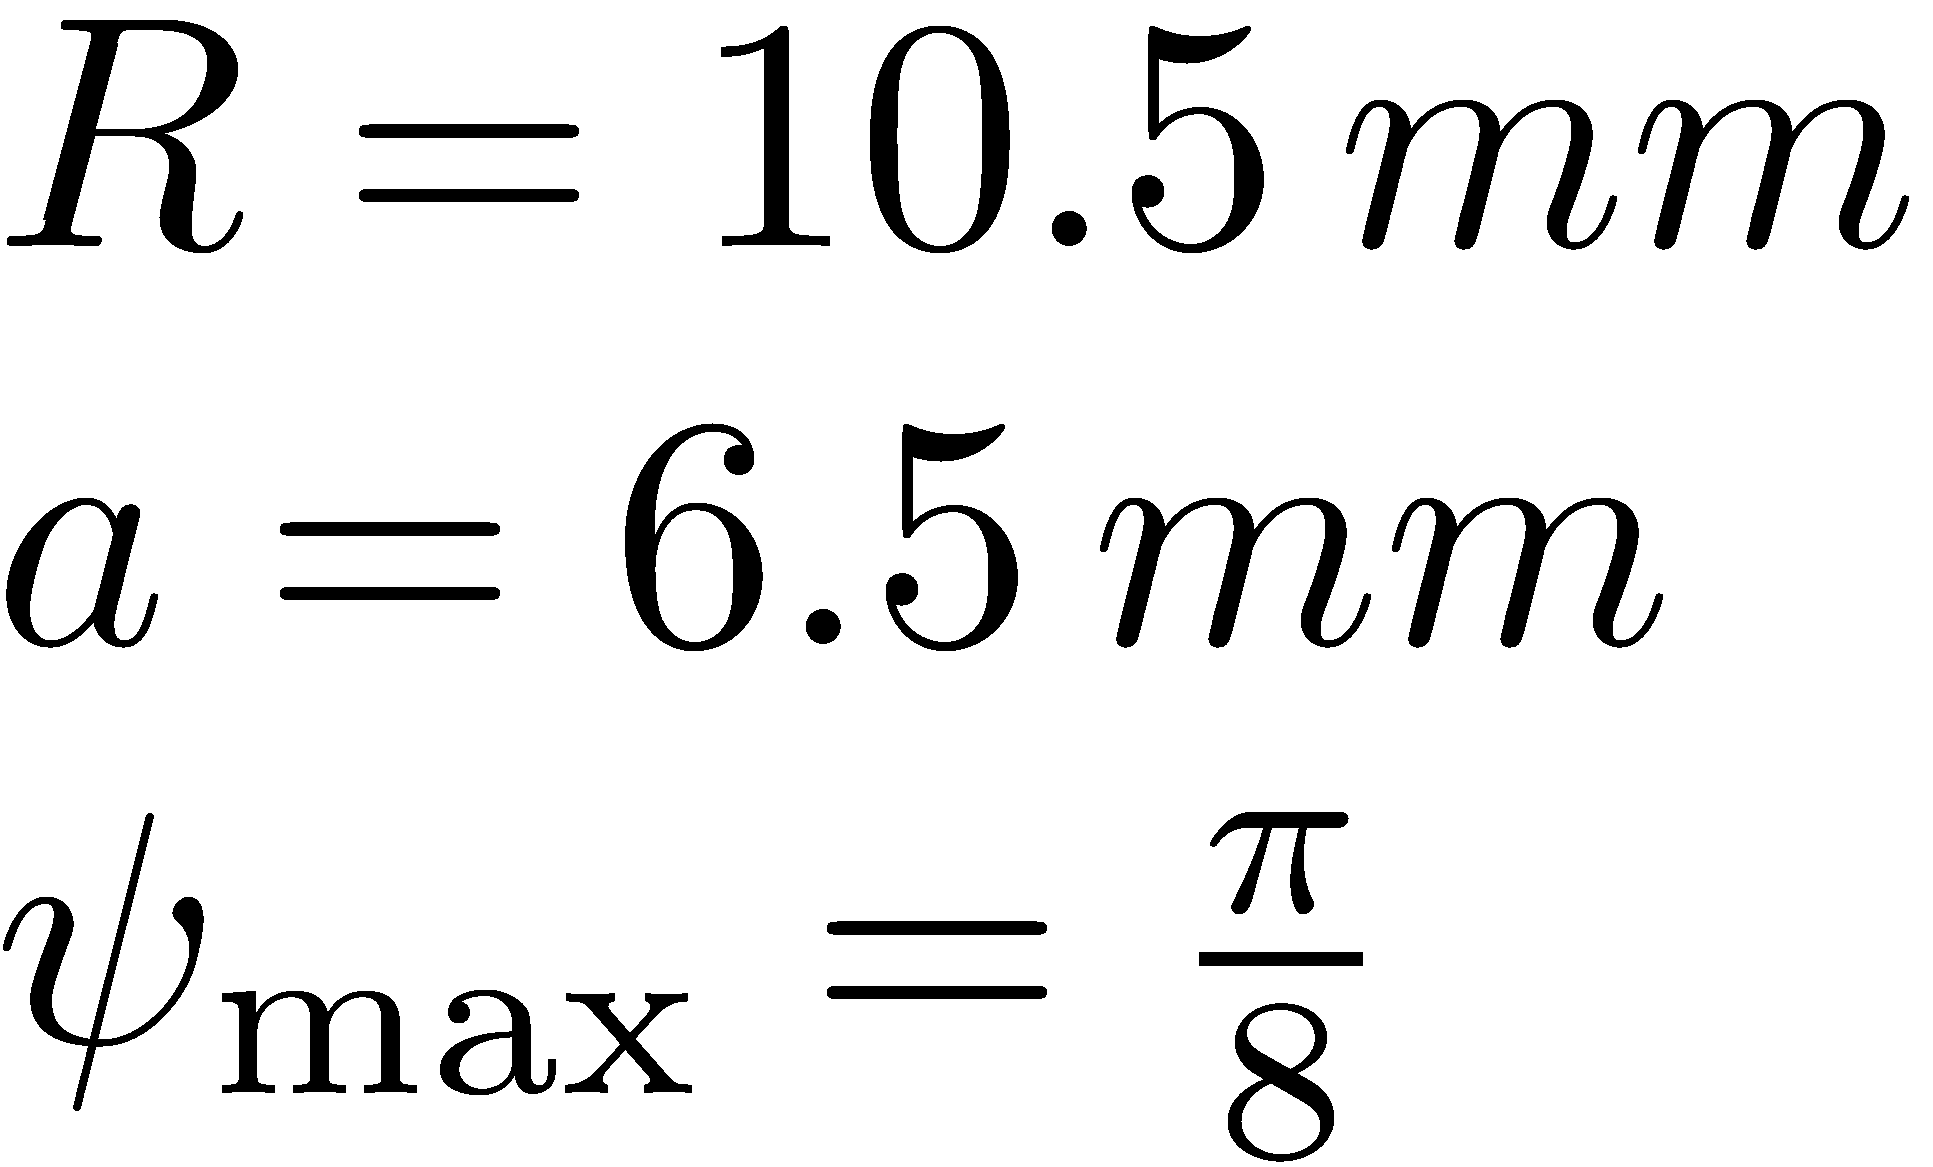 R = 10.5 mm
a = 6.5 mm
ψ_max = π/8